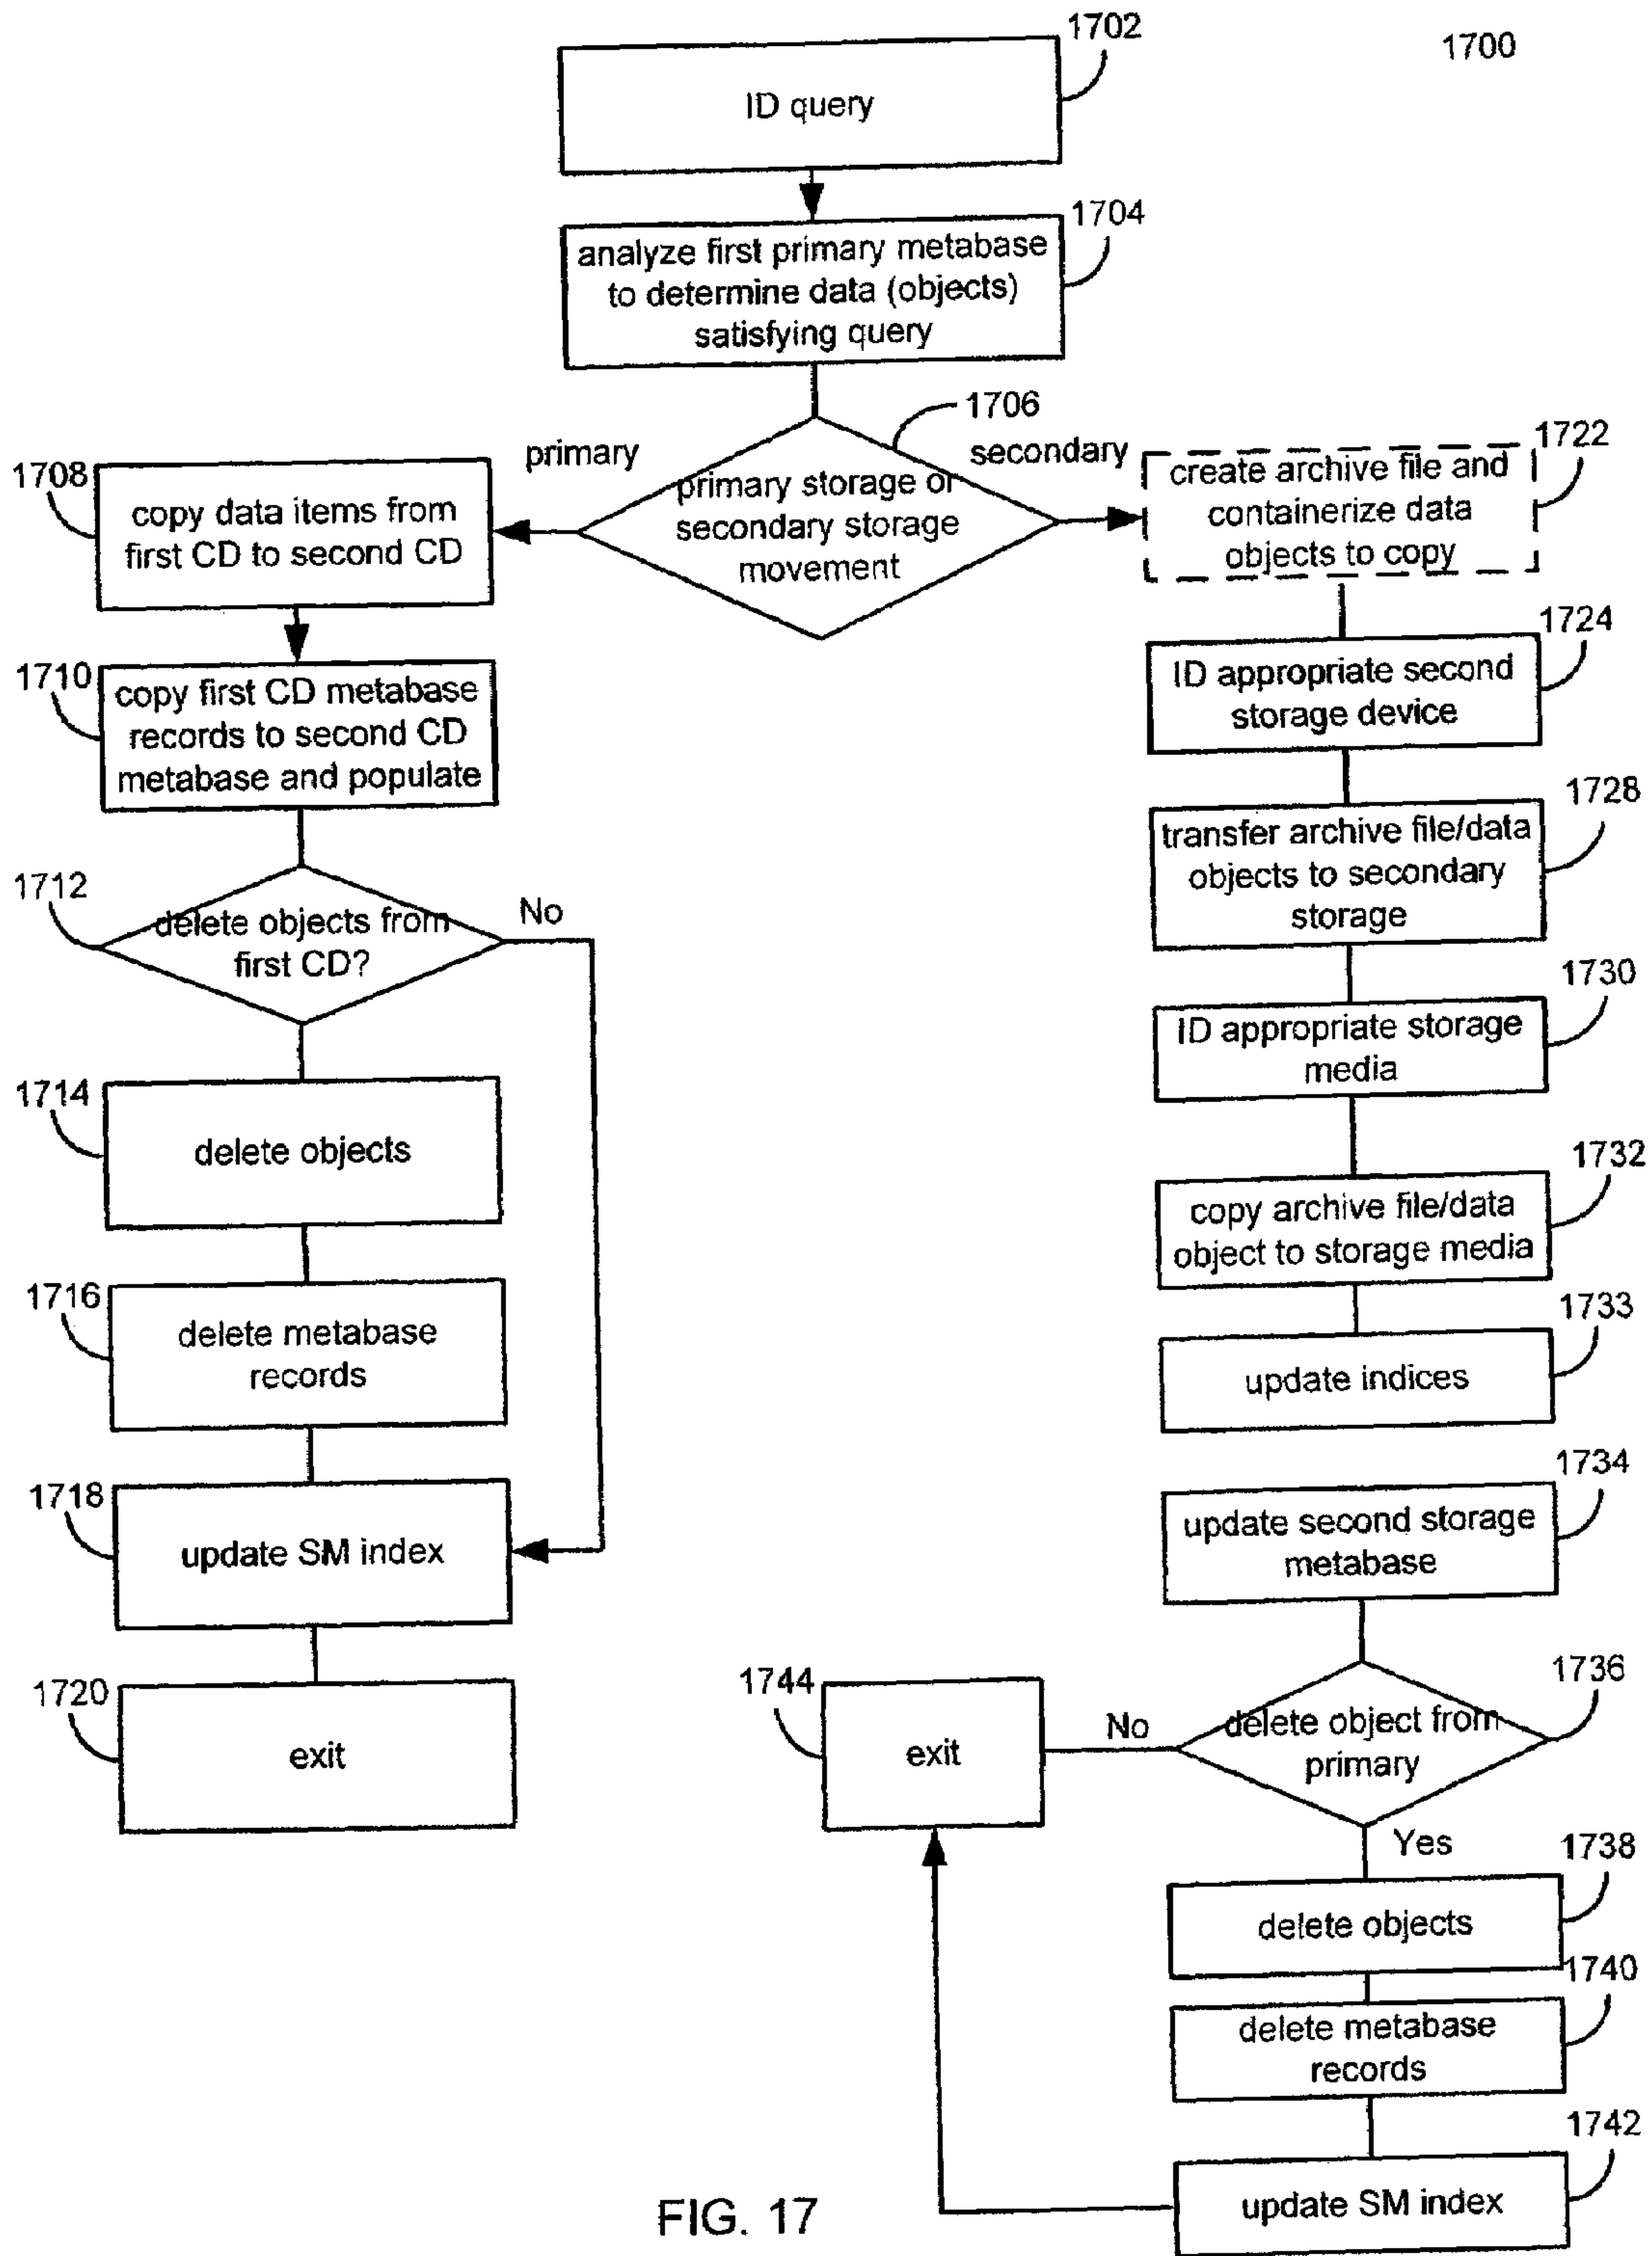 1700
1702
ID query
1704
analyze first primary metabase
to determine data (objects)
satisfying query
1706
primary
secondary
primary storage or
secondary storage
movement
1708
copy data items from
first CD to second CD
1710
copy first CD metabase
records to second CD
metabase and populate
1712
delete objects from
first CD?
No
1714
delete objects
1716
delete metabase
records
1718
update SM index
1720
exit
1722
create archive file and
containerize data
objects to copy
1724
ID appropriate second
storage device
1728
transfer archive file/data
objects to secondary
storage
1730
ID appropriate storage
media
1732
copy archive file/data
object to storage media
1733
update indices
1734
update second storage
metabase
1736
delete object from
primary
No
1744
exit
Yes
1738
delete objects
1740
delete metabase
records
1742
update SM index
FIG. 17